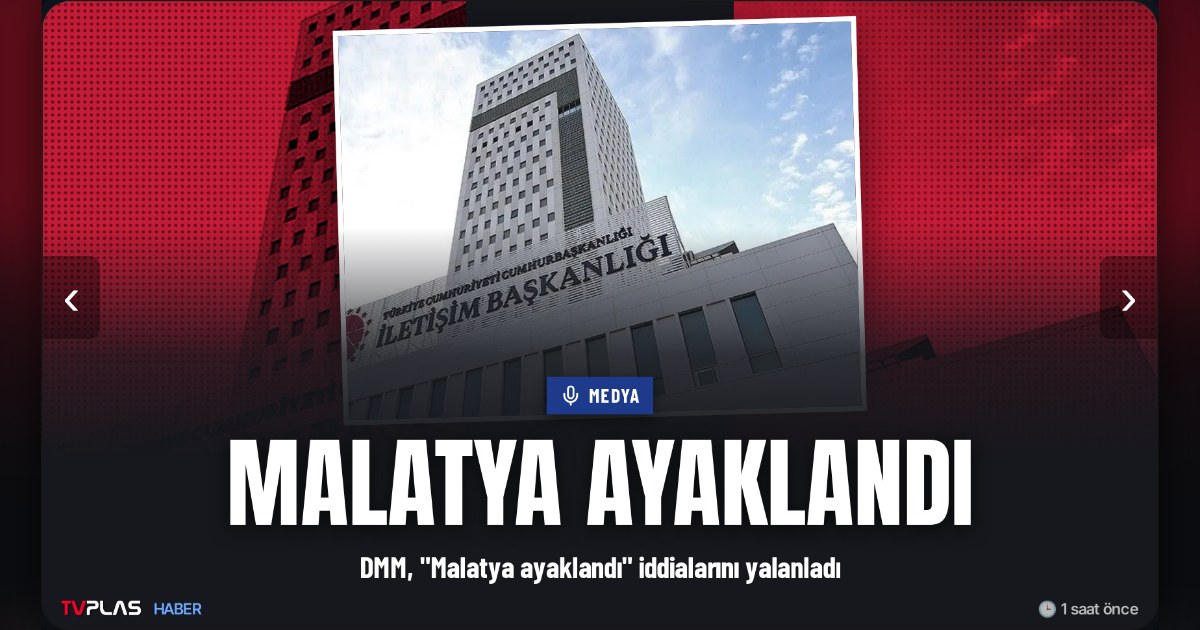 TÜRKİYE CUMHURİYETİ CUMHURBAŞKANLIĞI
İLETİŞİM BAŞKANLIĞI
MEDYA
MALATYA AYAKLANDI
DMM, "Malatya ayaklandı" iddialarını yalanladı
TVPLAS HABER
1 saat önce